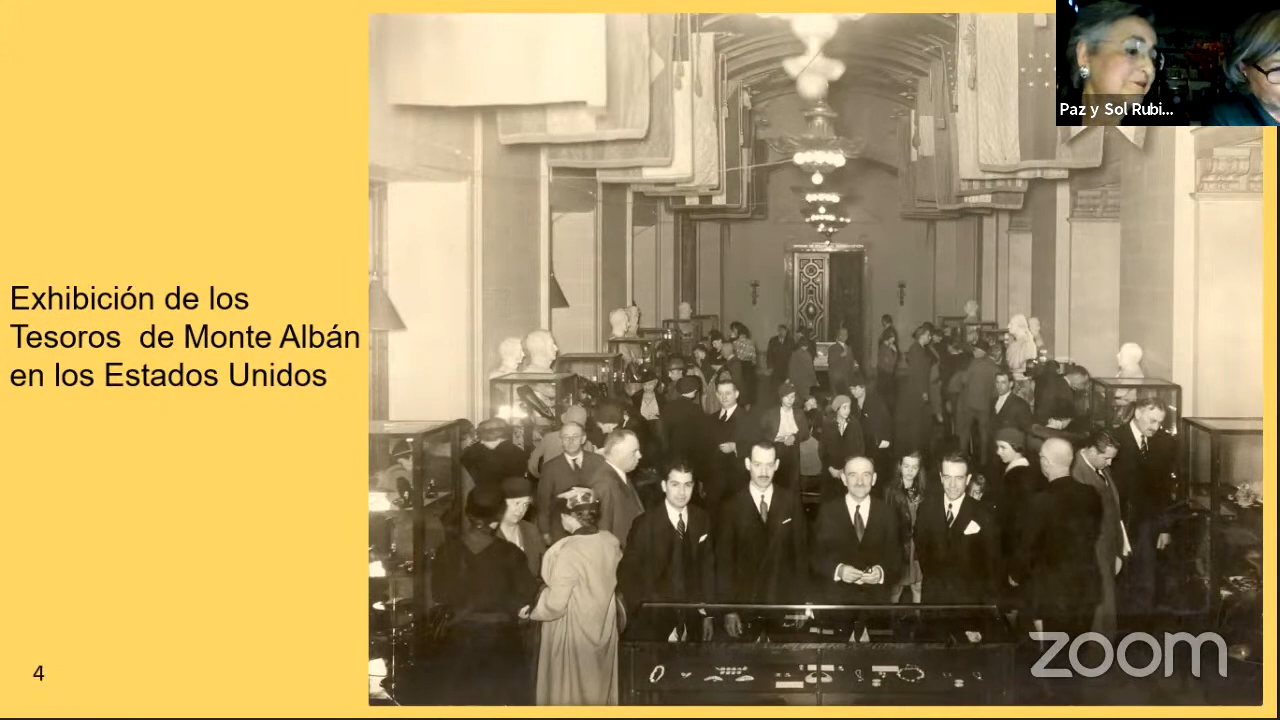 Paz y Sol Rubi...
Exhibición de los
Tesoros  de Monte Albán
en los Estados Unidos
4
zoom